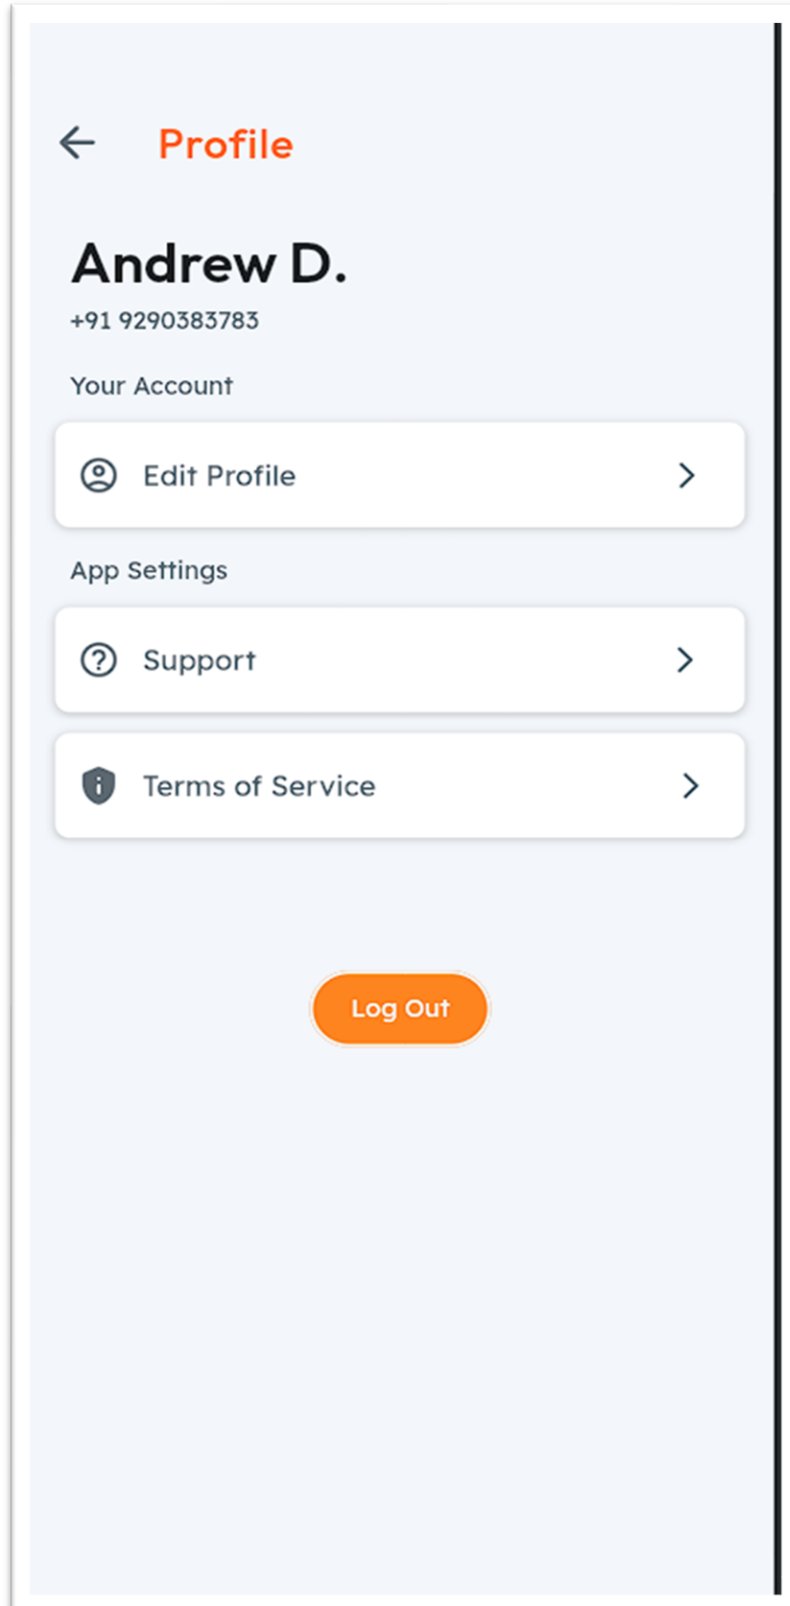 Profile
Andrew D.
+91 9290383783
Your Account
Edit Profile
App Settings
Support
Terms of Service
Log Out